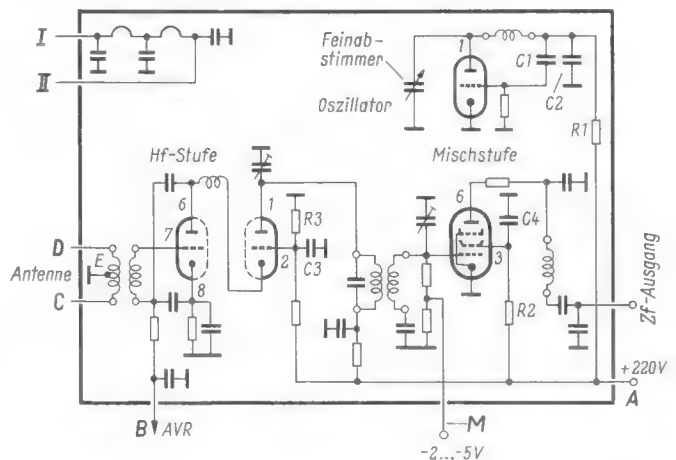 I
II
Feinab-
stimmer
Oszillator
1
C1
C2
R1
Hf-Stufe
Mischstufe
6
7
8
1
2
R3
C3
6
3
C4
R2
D
E
Antenne
C
Zf-Ausgang
+220V
A
B AVR
M
-2...-5V